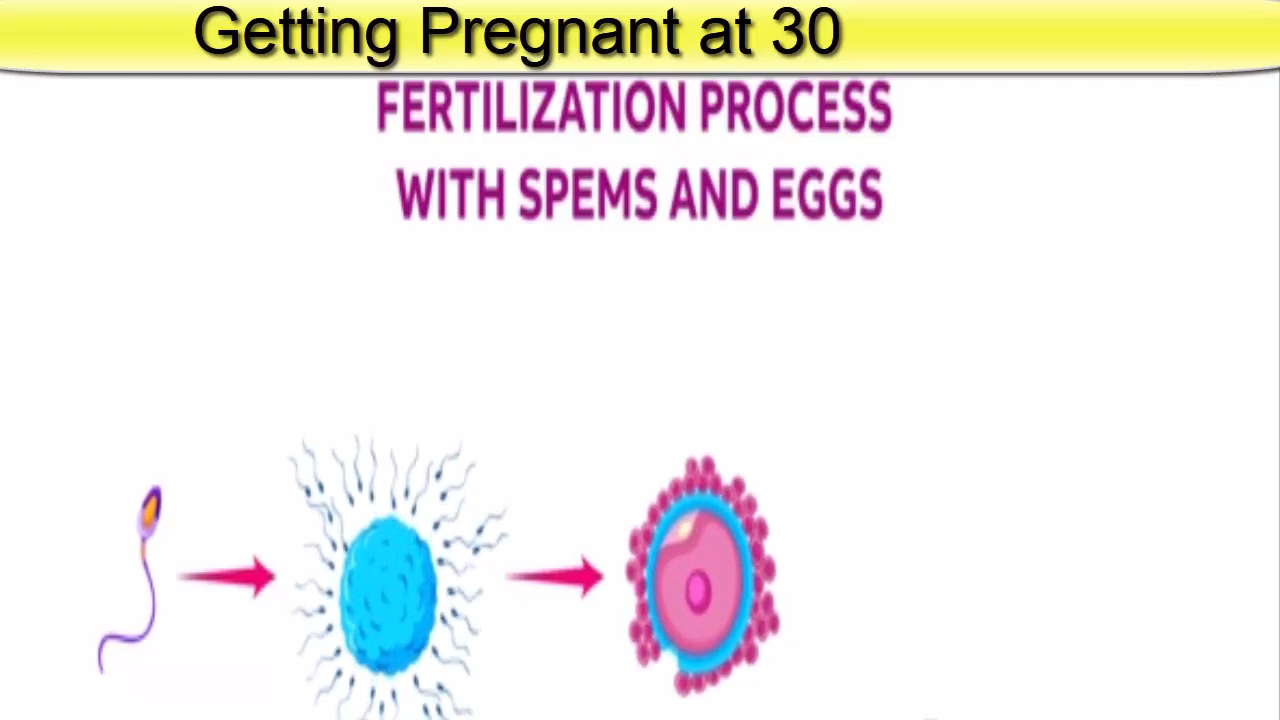 Getting Pregnant at 30
FERTILIZATION PROCESS
WITH SPEMS AND EGGS